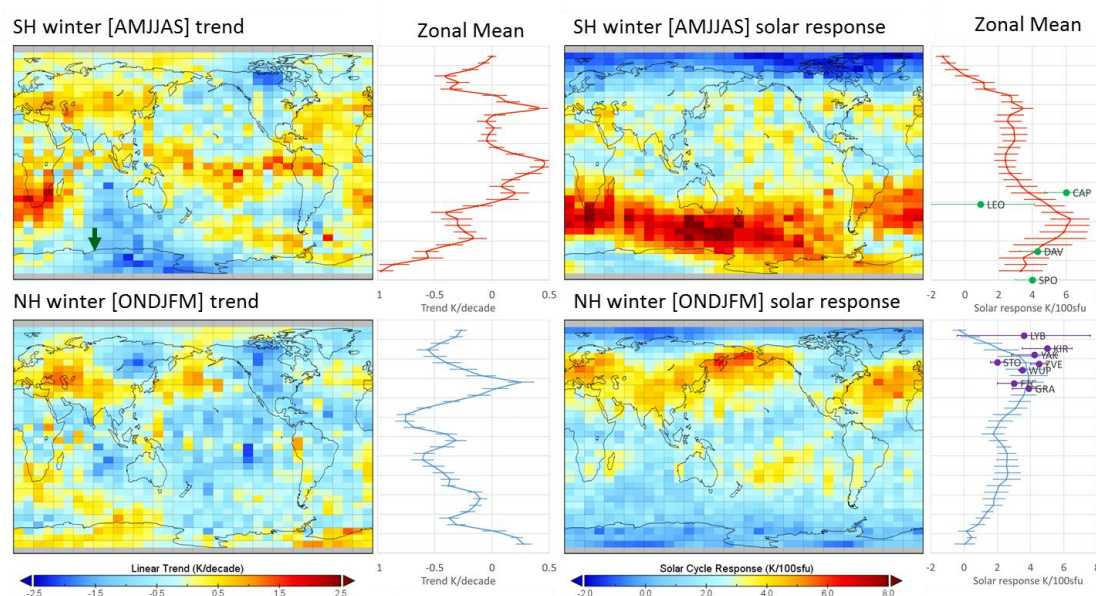 SH winter [AMJJAS] trend
Zonal Mean
SH winter [AMJJAS] solar response
Zonal Mean
CAP
LEO
DAV
SPO
-1 -0.5 0 0.5
Trend K/decade
-2 0 2 4 6
Solar response K/100sfu
NH winter [ONDJFM] trend
NH winter [ONDJFM] solar response
LYB
KIR
YAK
STO
ZVE
WUP
GRA
Linear Trend (K/decade)
-2.5 -1.5 -0.5 0.5 1.5 2.5
-1 -0.5 0 0.5
Trend K/decade
Solar Cycle Response (K/100sfu)
-2.0 0.0 2.0 4.0 6.0 8.0
-2 0 2 4 6 8
Solar response K/100sfu